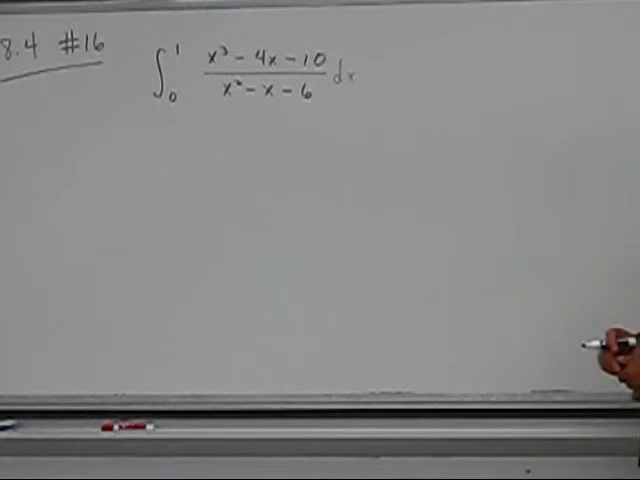 8.4 #16
∫₀¹ (x³ - 4x - 10)/(x² - x - 6) dx